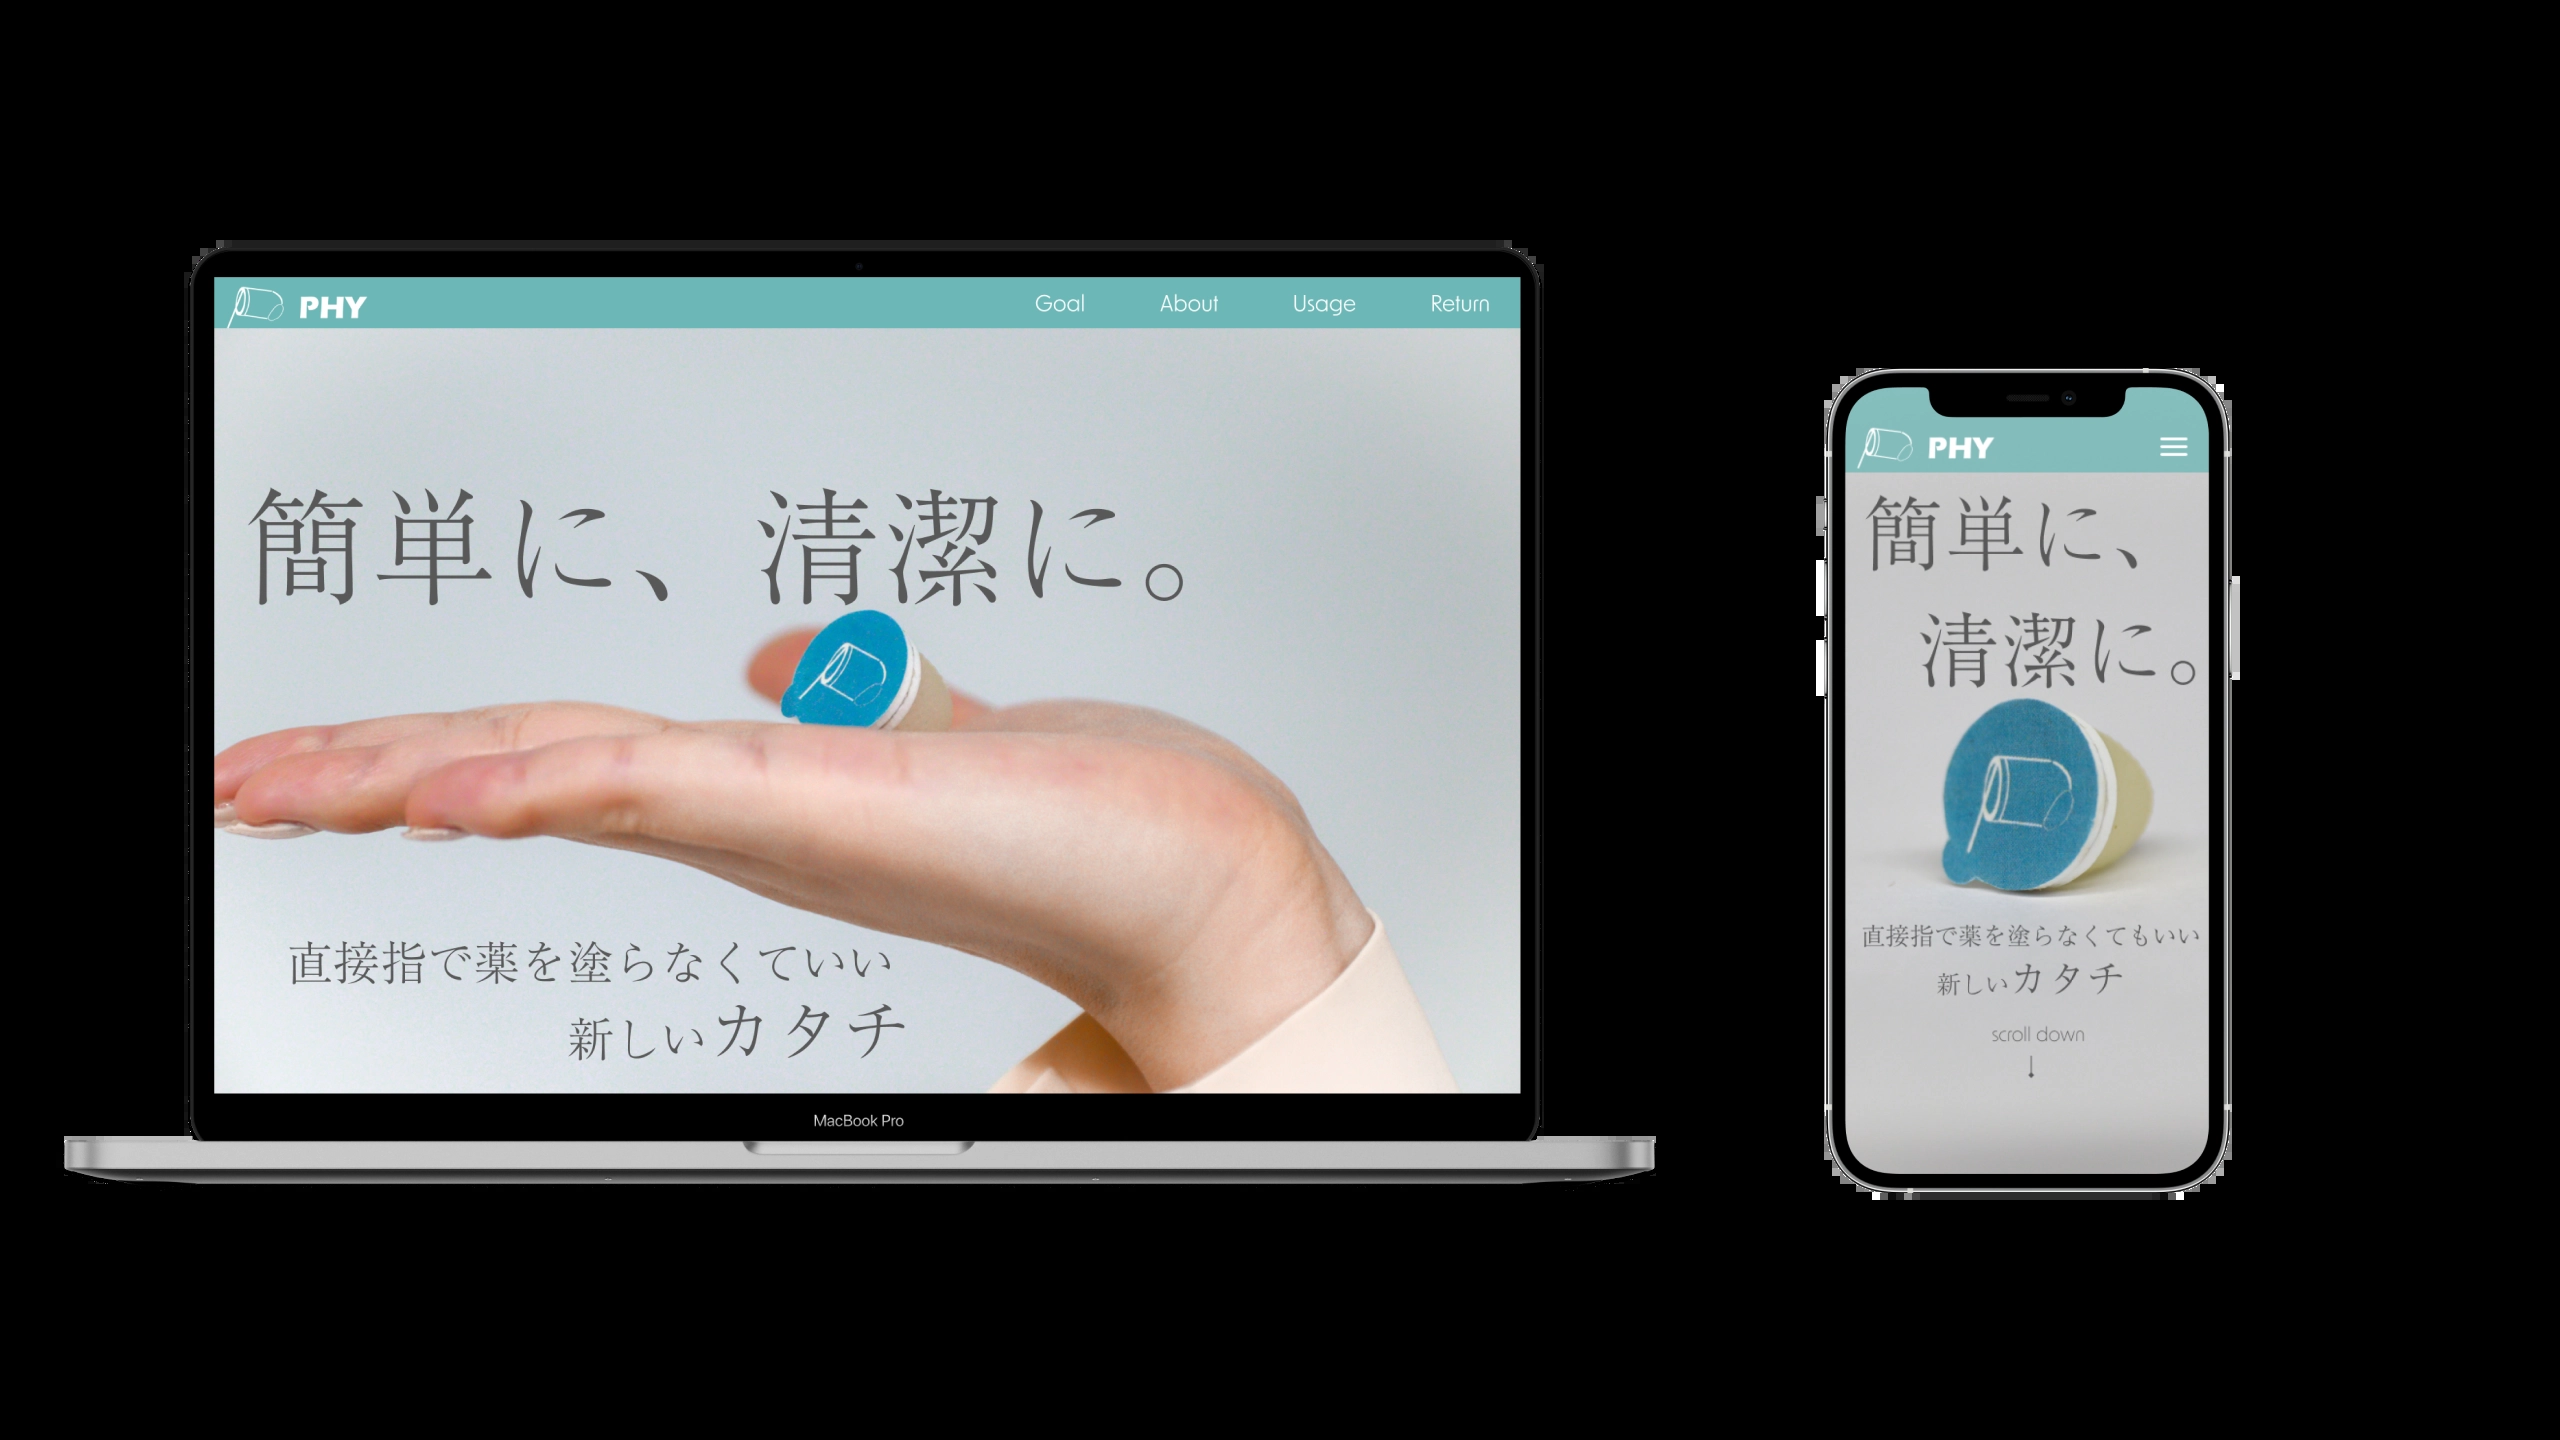 PHY
Goal About Usage Return
簡単に、清潔に。
直接指で薬を塗らなくていい
新しいカタチ
MacBook Pro
PHY
簡単に、
清潔に。
直接指で薬を塗らなくてもいい
新しいカタチ
scroll down